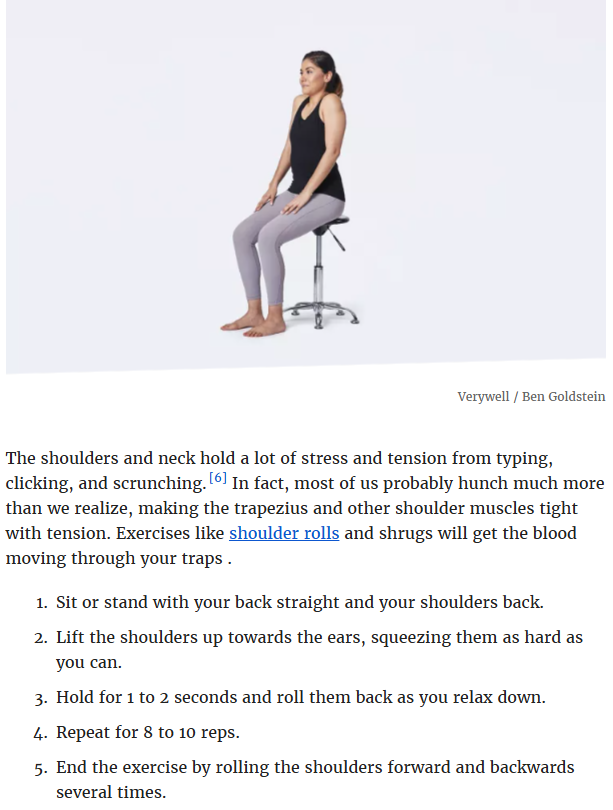 Verywell / Ben Goldstein
The shoulders and neck hold a lot of stress and tension from typing,
clicking, and scrunching.[6] In fact, most of us probably hunch much more
than we realize, making the trapezius and other shoulder muscles tight
with tension. Exercises like shoulder rolls and shrugs will get the blood
moving through your traps .
1. Sit or stand with your back straight and your shoulders back.
2. Lift the shoulders up towards the ears, squeezing them as hard as
you can.
3. Hold for 1 to 2 seconds and roll them back as you relax down.
4. Repeat for 8 to 10 reps.
5. End the exercise by rolling the shoulders forward and backwards
several times.